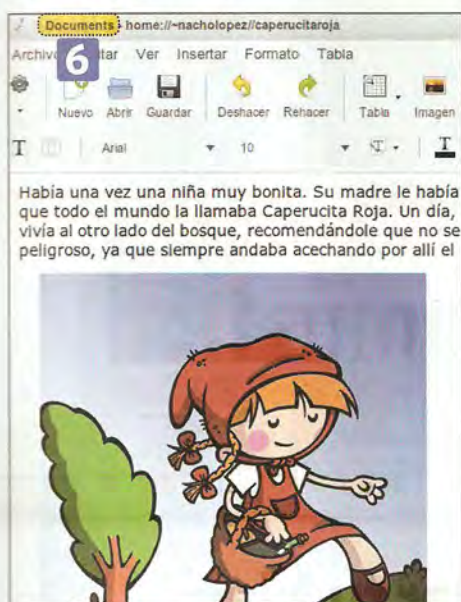 Documents - home://~nacholopez//caperucitaroja
Archivo Ver Insertar Formato Tabla
6
Nuevo Abrir Guardar Deshacer Rehacer Tabla Imagen
T Arial 10 T T
Había una vez una niña muy bonita. Su madre le había
que todo el mundo la llamaba Caperucita Roja. Un día,
vivía al otro lado del bosque, recomendándole que no se
peligroso, ya que siempre andaba acechando por allí el